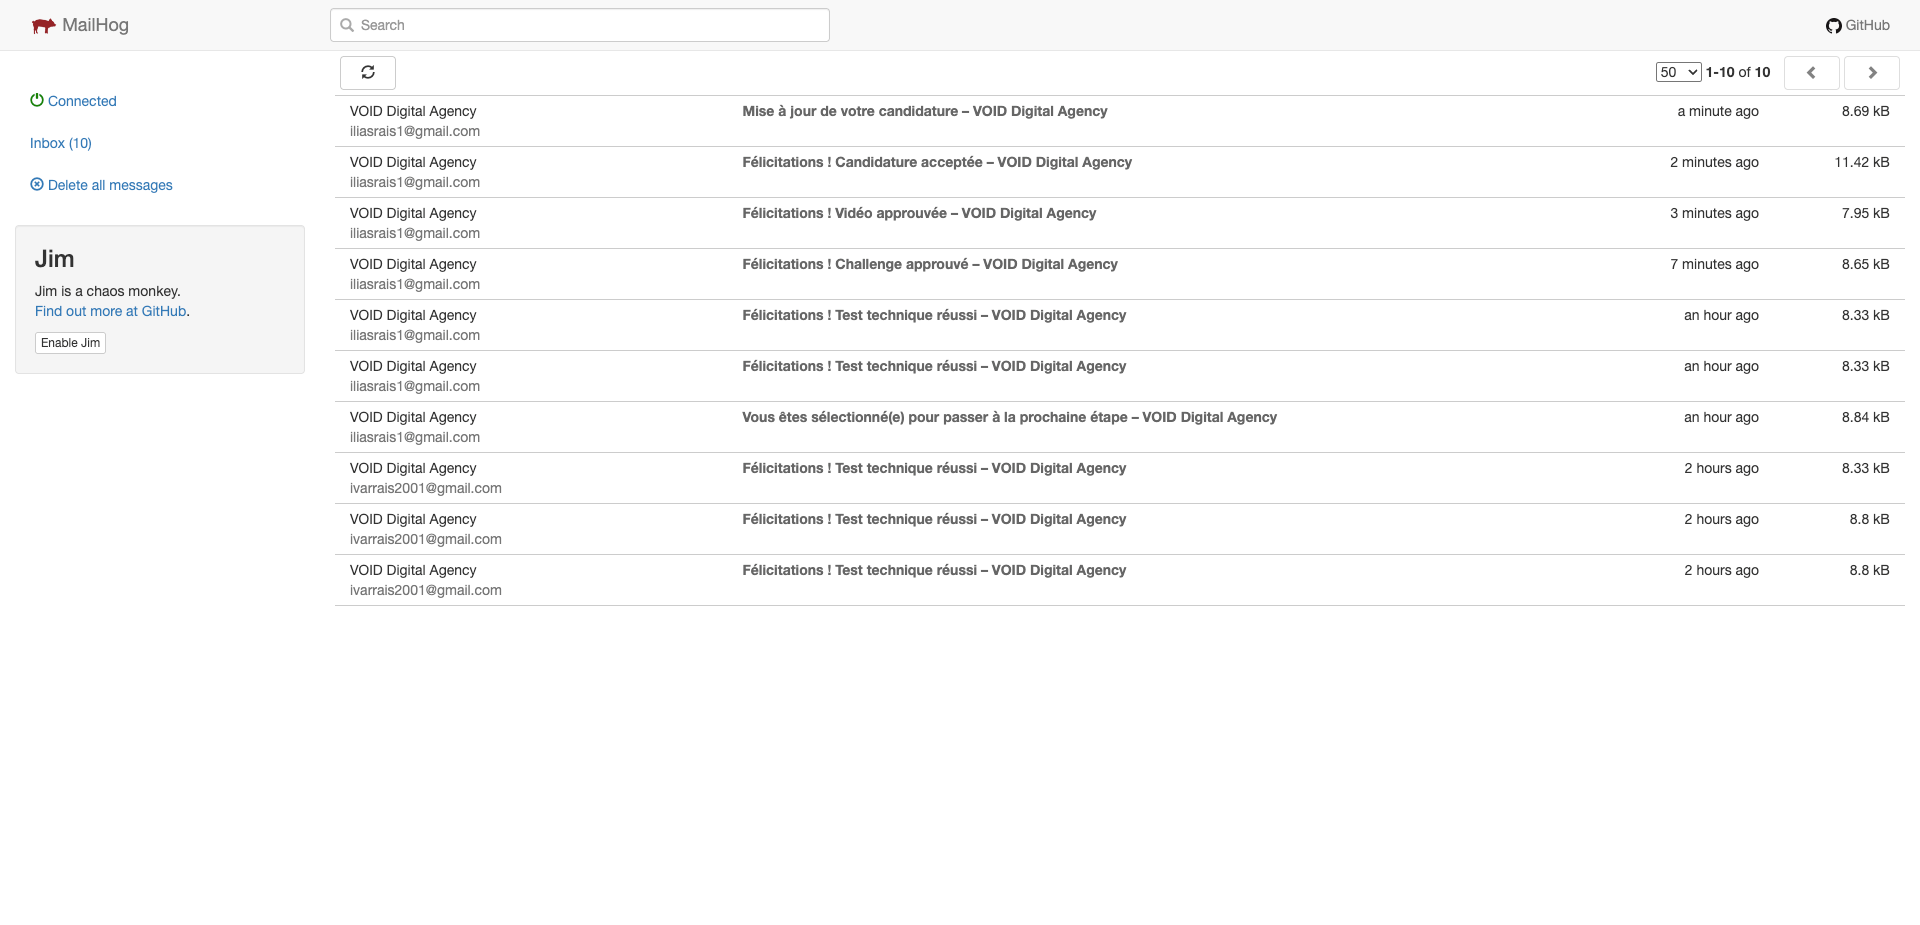 MailHog
Search
GitHub
Connected
Inbox (10)
Delete all messages
Jim
Jim is a chaos monkey.
Find out more at GitHub.
Enable Jim
50 1-10 of 10
VOID Digital Agency Mise à jour de votre candidature – VOID Digital Agency a minute ago 8.69 kB
iliasrais1@gmail.com
VOID Digital Agency Félicitations ! Candidature acceptée – VOID Digital Agency 2 minutes ago 11.42 kB
iliasrais1@gmail.com
VOID Digital Agency Félicitations ! Vidéo approuvée – VOID Digital Agency 3 minutes ago 7.95 kB
iliasrais1@gmail.com
VOID Digital Agency Félicitations ! Challenge approuvé – VOID Digital Agency 7 minutes ago 8.65 kB
iliasrais1@gmail.com
VOID Digital Agency Félicitations ! Test technique réussi – VOID Digital Agency an hour ago 8.33 kB
iliasrais1@gmail.com
VOID Digital Agency Félicitations ! Test technique réussi – VOID Digital Agency an hour ago 8.33 kB
iliasrais1@gmail.com
VOID Digital Agency Vous êtes sélectionné(e) pour passer à la prochaine étape – VOID Digital Agency an hour ago 8.84 kB
iliasrais1@gmail.com
VOID Digital Agency Félicitations ! Test technique réussi – VOID Digital Agency 2 hours ago 8.33 kB
ivarrais2001@gmail.com
VOID Digital Agency Félicitations ! Test technique réussi – VOID Digital Agency 2 hours ago 8.8 kB
ivarrais2001@gmail.com
VOID Digital Agency Félicitations ! Test technique réussi – VOID Digital Agency 2 hours ago 8.8 kB
ivarrais2001@gmail.com